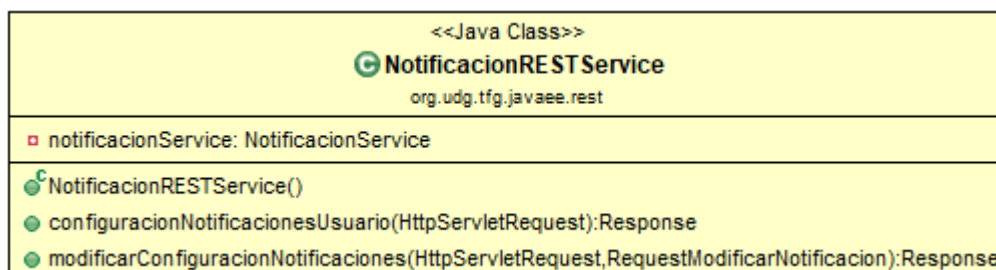 <<Java Class>>
C NotificacionRESTService
org.udg.tfg.javaee.rest
notificacionService: NotificacionService
C NotificacionRESTService()
configuracionNotificacionesUsuario(HttpServletRequest):Response
modificarConfiguracionNotificaciones(HttpServletRequest,RequestModificarNotificacion):Response